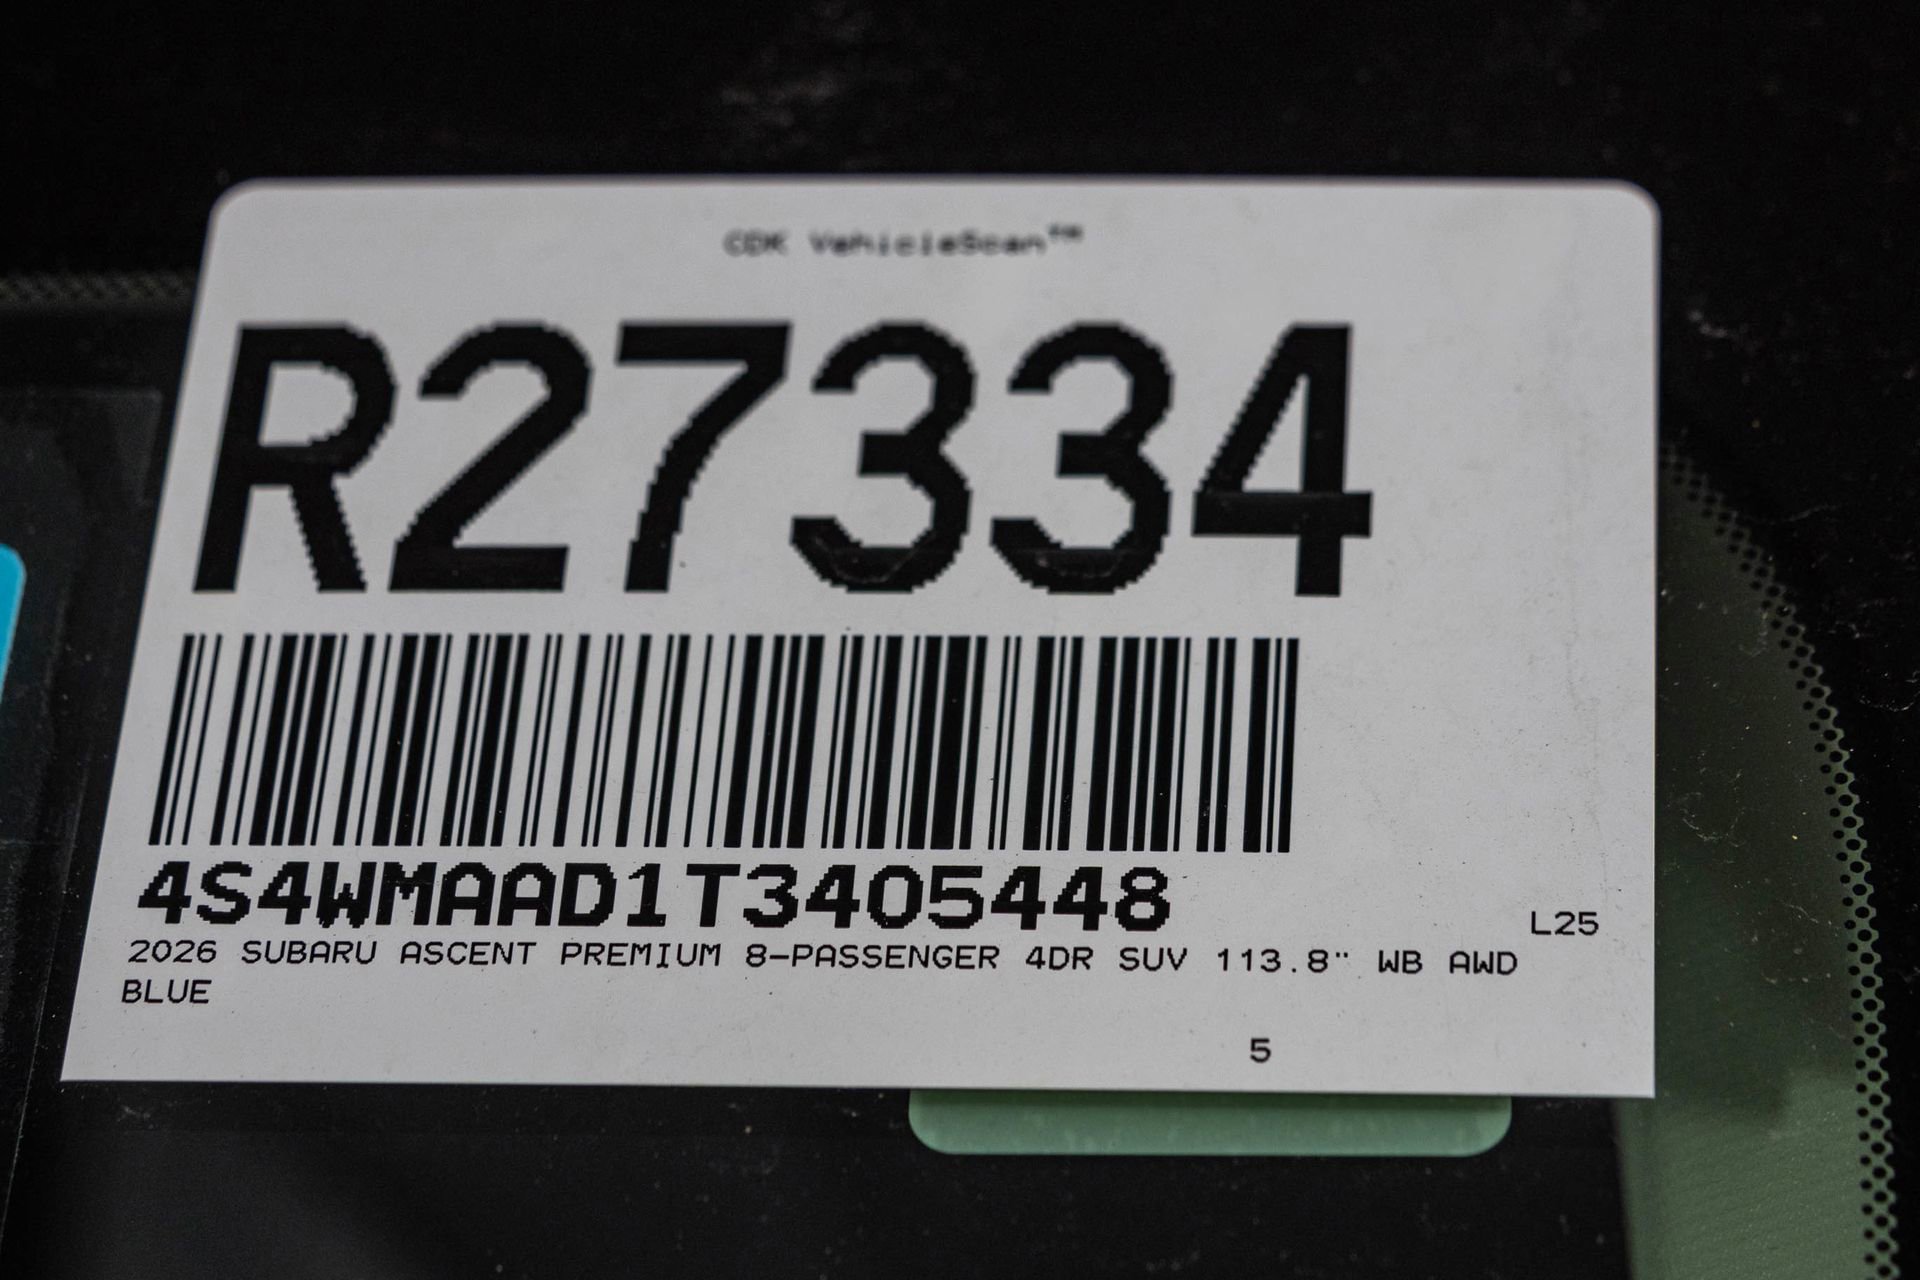 CDK VehicleScan™
R27334
4S4WMAAD1T3405448
L25
2026 SUBARU ASCENT PREMIUM 8-PASSENGER 4DR SUV 113.8" WB AWD
BLUE
5